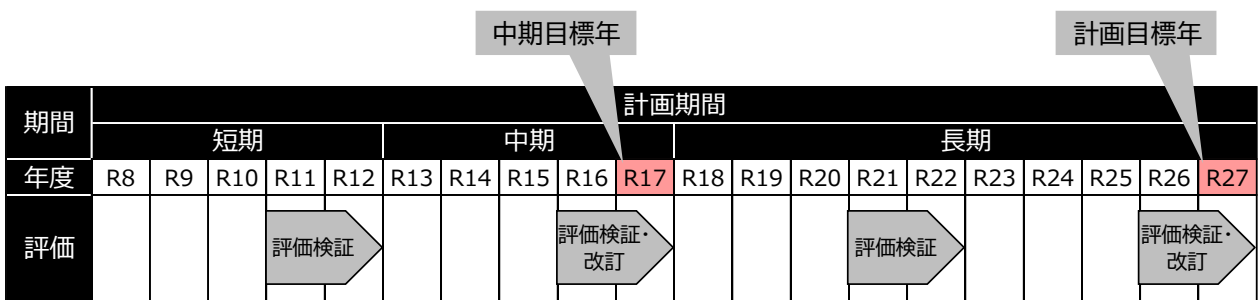 中期目標年 計画目標年
期間 計画期間
短期 中期 長期
年度 R8 R9 R10 R11 R12 R13 R14 R15 R16 R17 R18 R19 R20 R21 R22 R23 R24 R25 R26 R27
評価 評価検証 評価検証・ 評価検証 評価検証・
改訂 改訂